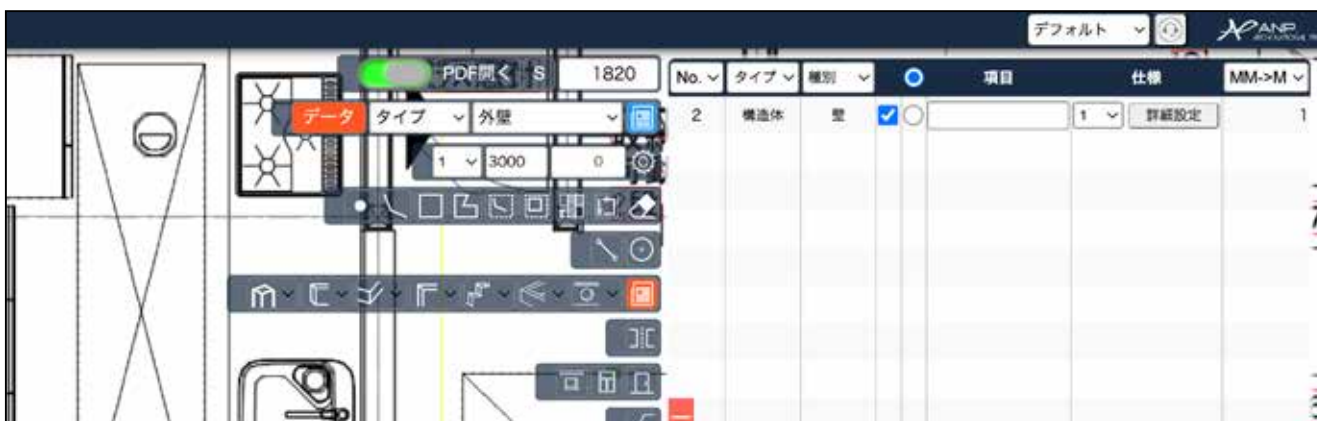 デフォルト
ANP
PDF開く S 1820
No. タイプ 種別 項目 仕様 MM->M
データ タイプ 外壁
2 構造体 壁 1 詳細設定 1
1 3000 0